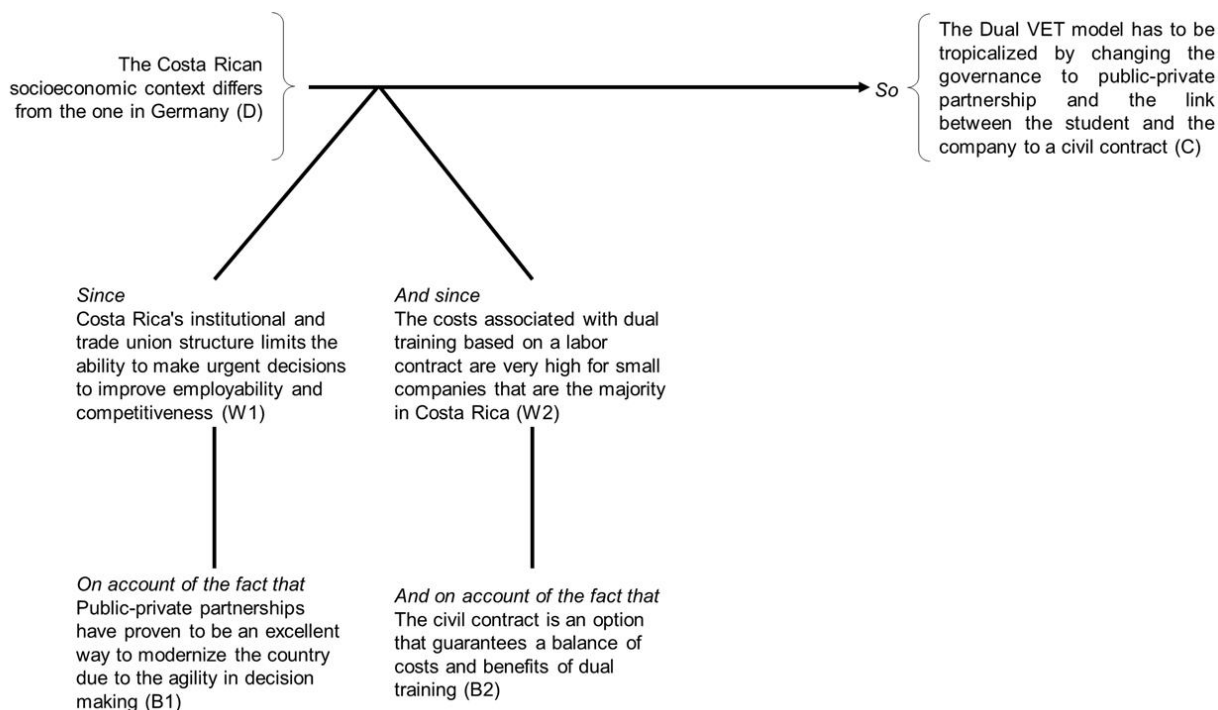 The Costa Rican
socioeconomic context differs
from the one in Germany (D)
So
The Dual VET model has to be
tropicalized by changing the
governance to public-private
partnership and the link
between the student and the
company to a civil contract (C)
Since
Costa Rica's institutional and
trade union structure limits the
ability to make urgent decisions
to improve employability and
competitiveness (W1)
And since
The costs associated with dual
training based on a labor
contract are very high for small
companies that are the majority
in Costa Rica (W2)
On account of the fact that
Public-private partnerships
have proven to be an excellent
way to modernize the country
due to the agility in decision
making (B1)
And on account of the fact that
The civil contract is an option
that guarantees a balance of
costs and benefits of dual
training (B2)